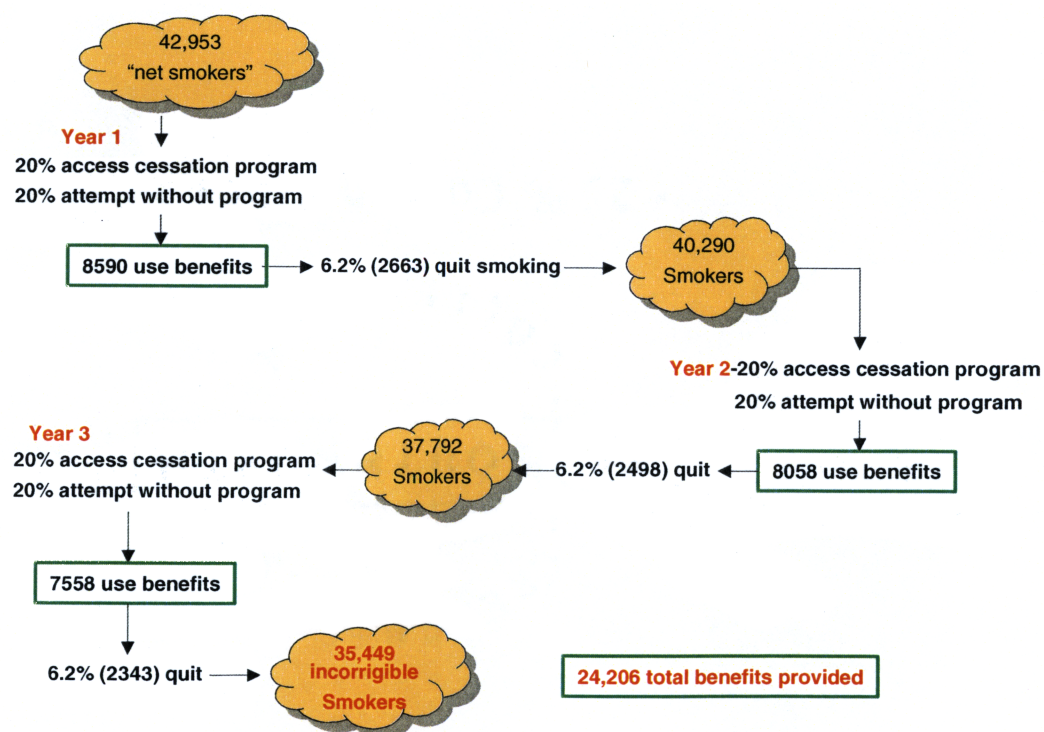 42,953
“net smokers”
Year 1
20% access cessation program
20% attempt without program
8590 use benefits
6.2% (2663) quit smoking
40,290
Smokers
Year 2-20% access cessation program
20% attempt without program
8058 use benefits
6.2% (2498) quit
37,792
Smokers
Year 3
20% access cessation program
20% attempt without program
7558 use benefits
6.2% (2343) quit
35,449
incorrigible
Smokers
24,206 total benefits provided